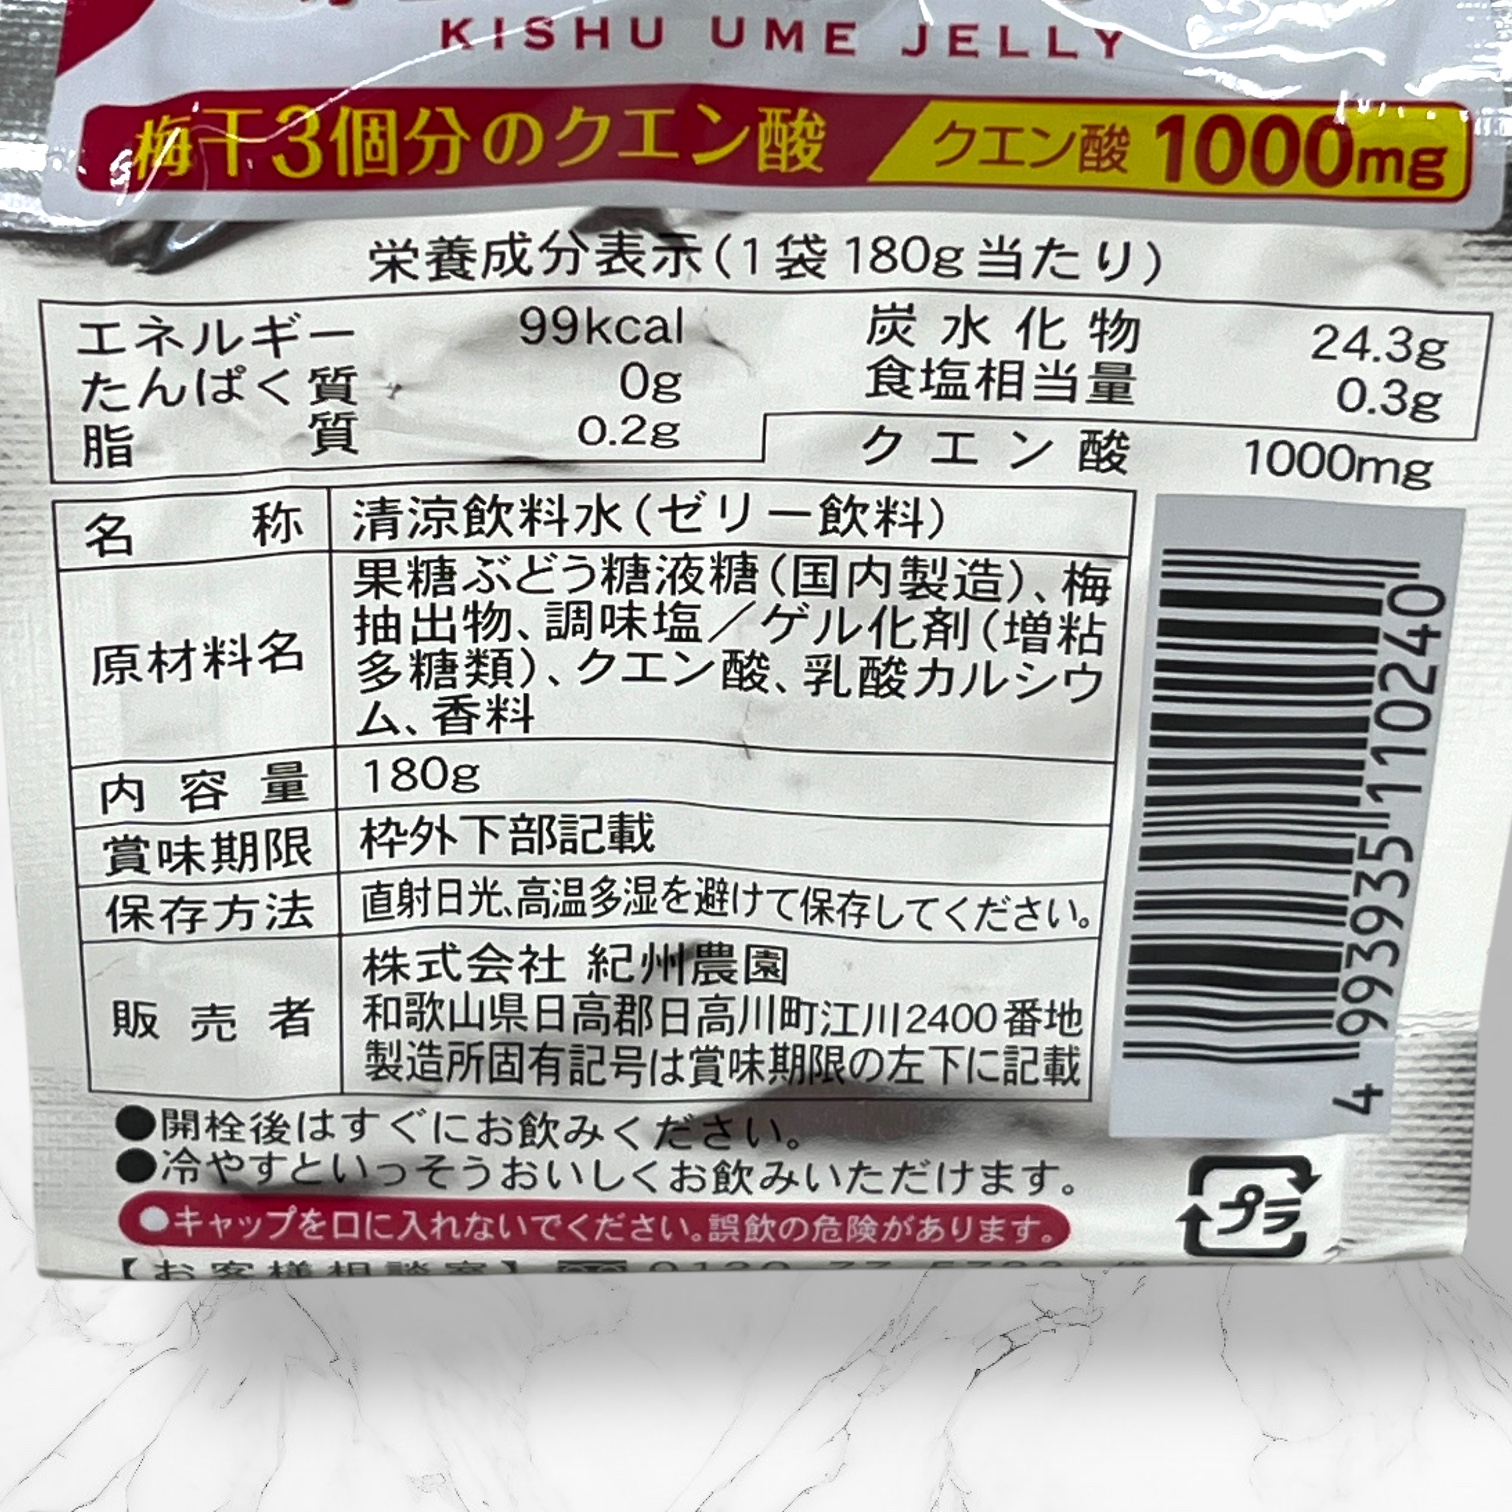 KISHU UME JELLY
梅干3個分のクエン酸 クエン酸 1000mg
栄養成分表示(1袋180g当たり)
エネルギー 99kcal 炭水化物 24.3g
たんぱく質 0g 食塩相当量 0.3g
脂質 0.2g クエン酸 1000mg
名称 清涼飲料水(ゼリー飲料)
原材料名 果糖ぶどう糖液糖(国内製造)、梅
抽出物、調味塩/ゲル化剤(増粘
多糖類)、クエン酸、乳酸カルシウ
ム、香料
内容量 180g
賞味期限 枠外下部記載
保存方法 直射日光、高温多湿を避けて保存してください。
販売者 株式会社 紀州農園
和歌山県日高郡日高川町江川2400番地
製造所固有記号は賞味期限の左下に記載
4 993935 110240
●開栓後はすぐにお飲みください。
●冷やすといっそうおいしくお飲みいただけます。
●キャップを口に入れないでください。誤飲の危険があります。
プラ
【お客様相談室】